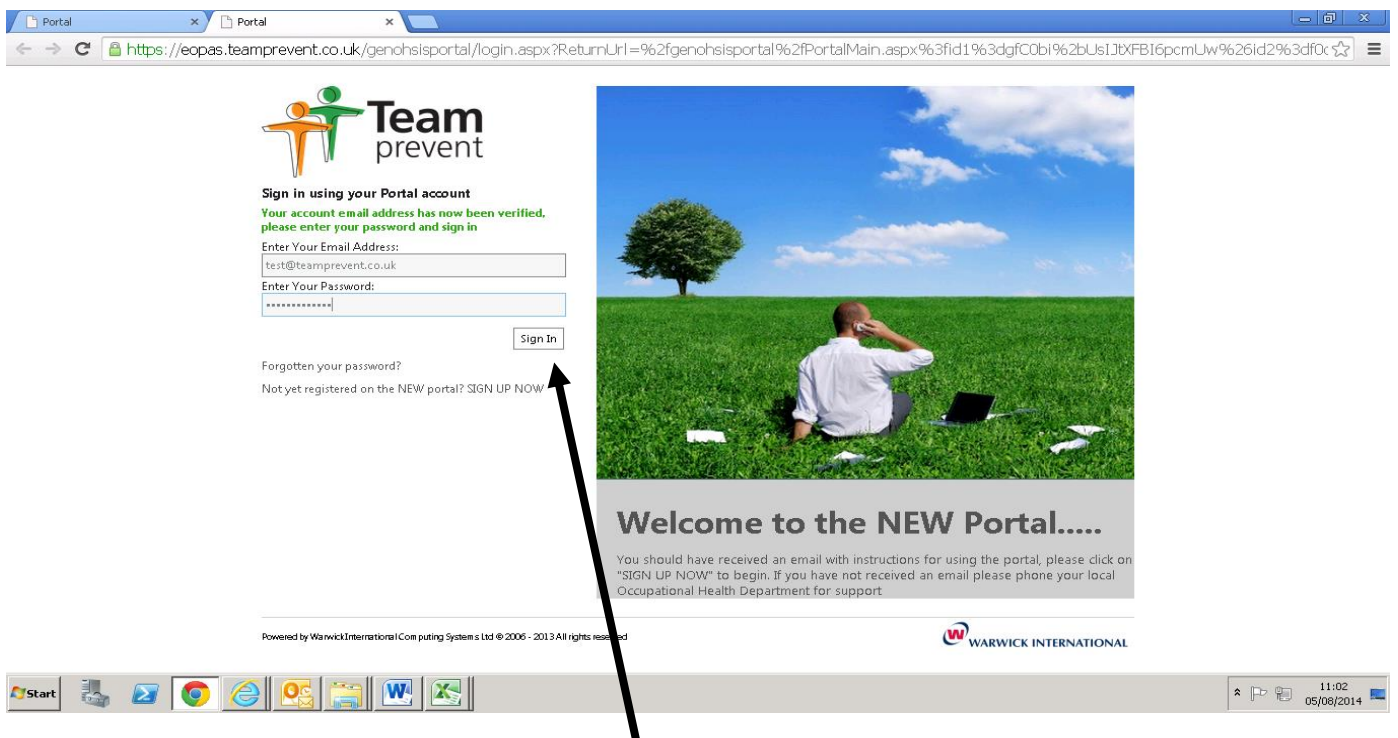 Portal
Portal
https://eopas.teamprevent.co.uk/genohsisportal/login.aspx?ReturnUrl=%2fgenohsisportal%2fPortalMain.aspx%3fid1%3dgfC0bi%2bUsIJtXFBI6pcmUw%26id2%3df0c
Team
prevent
Sign in using your Portal account
Your account email address has now been verified,
please enter your password and sign in
Enter Your Email Address:
test@teamprevent.co.uk
Enter Your Password:
Sign In
Forgotten your password?
Not yet registered on the NEW portal? SIGN UP NOW
Welcome to the NEW Portal.....
You should have received an email with instructions for using the portal, please click on
"SIGN UP NOW" to begin. If you have not received an email please phone your local
Occupational Health Department for support
Powered by Warwick International Computing Systems Ltd © 2006 - 2013 All rights
W WARWICK INTERNATIONAL
Start
11:02
05/08/2014